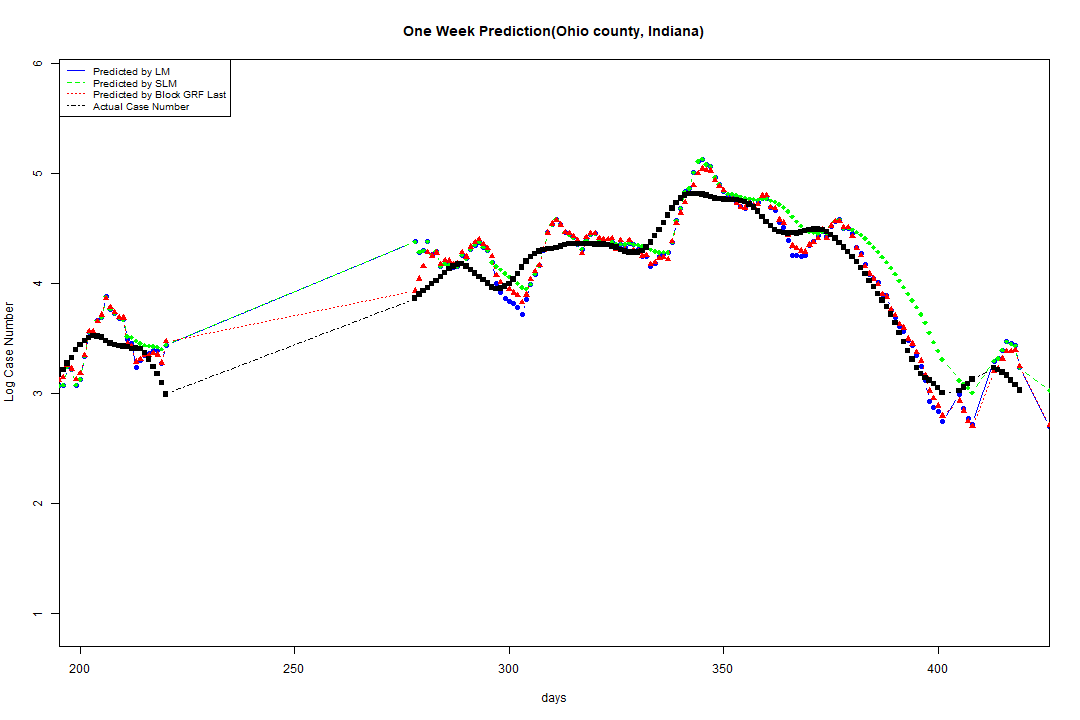 One Week Prediction(Ohio county, Indiana)
Predicted by LM
Predicted by SLM
Predicted by Block GRF Last
Actual Case Number
Log Case Number
6
5
4
3
2
1
200 250 300 350 400
days